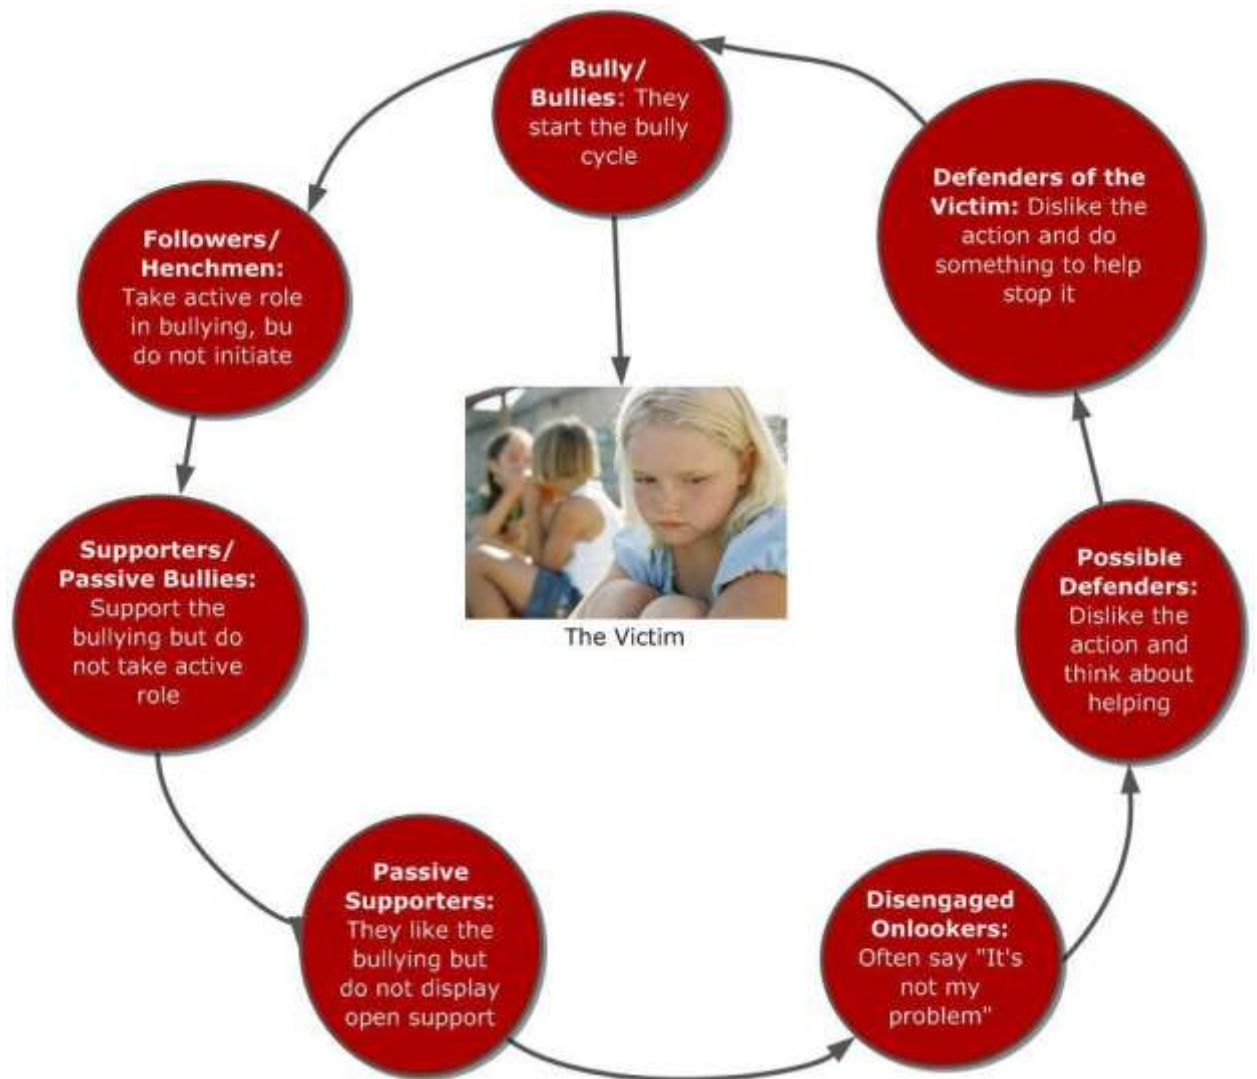 Bully/
Bullies: They
start the bully
cycle
Followers/
Henchmen:
Take active role
in bullying, bu
do not initiate
Supporters/
Passive Bullies:
Support the
bullying but do
not take active
role
Passive
Supporters:
They like the
bullying but
do not display
open support
Disengaged
Onlookers:
Often say "It's
not my
problem"
Possible
Defenders:
Dislike the
action and
think about
helping
Defenders of the
Victim: Dislike the
action and do
something to help
stop it
The Victim